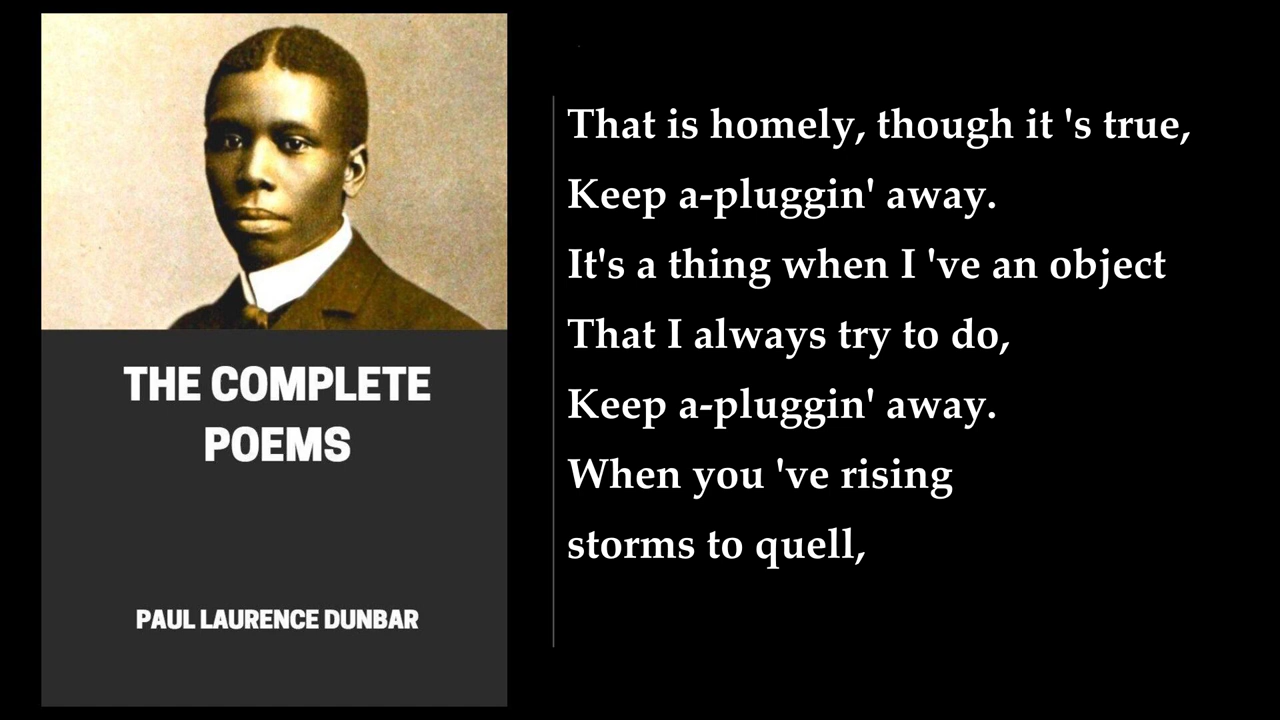 THE COMPLETE
POEMS
PAUL LAURENCE DUNBAR
That is homely, though it 's true,
Keep a-pluggin' away.
It's a thing when I 've an object
That I always try to do,
Keep a-pluggin' away.
When you 've rising
storms to quell,